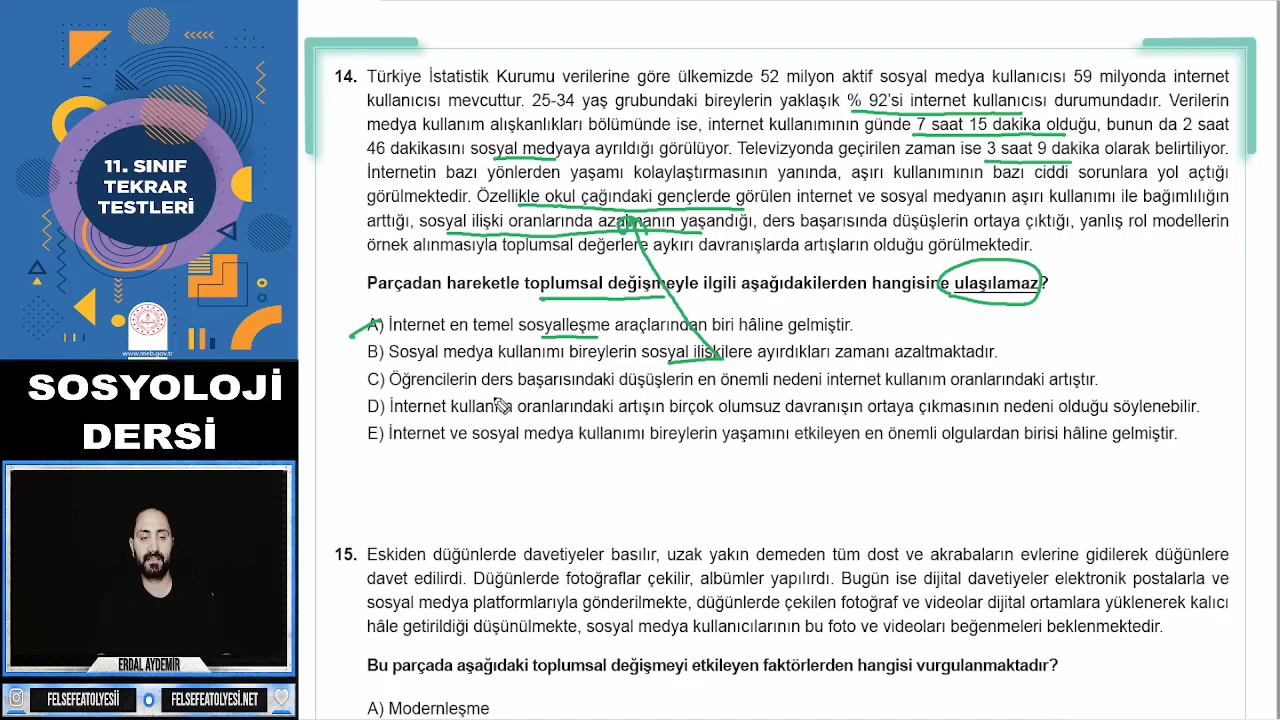 11. SINIF
TEKRAR
TESTLERİ
www.meb.gov.tr
SOSYOLOJİ
DERSİ
ERDAL AYDEMİR
FELSEFEATOLYESİİ
FELSEFEATOLYESİ.NET
14. Türkiye İstatistik Kurumu verilerine göre ülkemizde 52 milyon aktif sosyal medya kullanıcısı 59 milyonda internet
kullanıcısı mevcuttur. 25-34 yaş grubundaki bireylerin yaklaşık % 92'si internet kullanıcısı durumundadır. Verilerin
medya kullanım alışkanlıkları bölümünde ise, internet kullanımının günde 7 saat 15 dakika olduğu, bunun da 2 saat
46 dakikasını sosyal medyaya ayrıldığı görülüyor. Televizyonda geçirilen zaman ise 3 saat 9 dakika olarak belirtiliyor.
İnternetin bazı yönlerden yaşamı kolaylaştırmasının yanında, aşırı kullanımının bazı ciddi sorunlara yol açtığı
görülmektedir. Özellikle okul çağındaki gençlerde görülen internet ve sosyal medyanın aşırı kullanımı ile bağımlılığın
arttığı, sosyal ilişki oranlarında azalmanın yaşandığı, ders başarısında düşüşlerin ortaya çıktığı, yanlış rol modellerin
örnek alınmasıyla toplumsal değerlere aykırı davranışlarda artışların olduğu görülmektedir.
Parçadan hareketle toplumsal değişmeyle ilgili aşağıdakilerden hangisine ulaşılamaz?
A) İnternet en temel sosyalleşme araçlarından biri hâline gelmiştir.
B) Sosyal medya kullanımı bireylerin sosyal ilişkilere ayırdıkları zamanı azaltmaktadır.
C) Öğrencilerin ders başarısındaki düşüşlerin en önemli nedeni internet kullanım oranlarındaki artıştır.
D) İnternet kullanım oranlarındaki artışın birçok olumsuz davranışın ortaya çıkmasının nedeni olduğu söylenebilir.
E) İnternet ve sosyal medya kullanımı bireylerin yaşamını etkileyen en önemli olgulardan birisi hâline gelmiştir.
15. Eskiden düğünlerde davetiyeler basılır, uzak yakın demeden tüm dost ve akrabaların evlerine gidilerek düğünlere
davet edilirdi. Düğünlerde fotoğraflar çekilir, albümler yapılırdı. Bugün ise dijital davetiyeler elektronik postalarla ve
sosyal medya platformlarıyla gönderilmekte, düğünlerde çekilen fotoğraf ve videolar dijital ortamlara yüklenerek kalıcı
hâle getirildiği düşünülmekte, sosyal medya kullanıcılarının bu foto ve videoları beğenmeleri beklenmektedir.
Bu parçada aşağıdaki toplumsal değişmeyi etkileyen faktörlerden hangisi vurgulanmaktadır?
A) Modernleşme